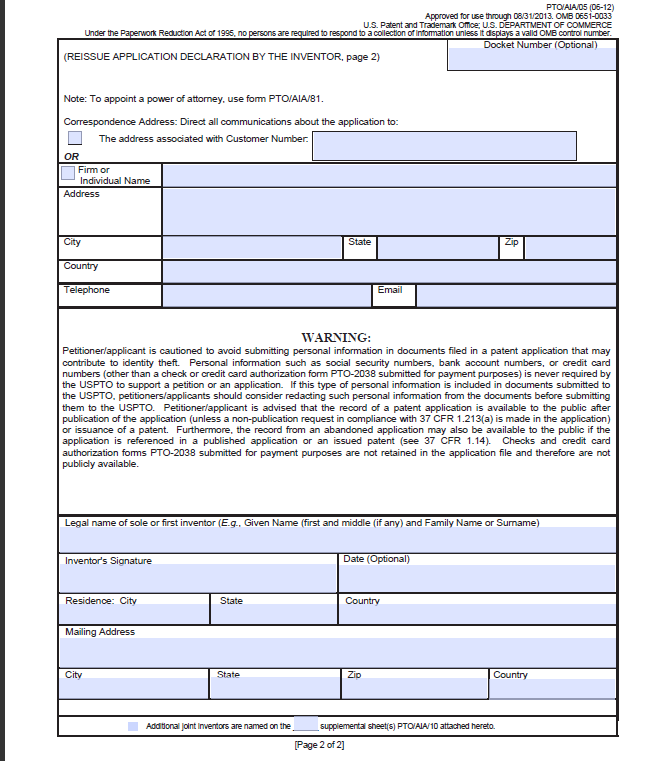 PTO/AIA/05 (06-12)
Approved for use through 08/31/2013. OMB 0651-0033
U.S. Patent and Trademark Office; U.S. DEPARTMENT OF COMMERCE
Under the Paperwork Reduction Act of 1995, no persons are required to respond to a collection of information unless it displays a valid OMB control number.
Docket Number (Optional)
(REISSUE APPLICATION DECLARATION BY THE INVENTOR, page 2)
Note: To appoint a power of attorney, use form PTO/AIA/81.
Correspondence Address: Direct all communications about the application to:
The address associated with Customer Number:
OR
Firm or
Individual Name
Address
City State Zip
Country
Telephone Email
WARNING:
Petitioner/applicant is cautioned to avoid submitting personal information in documents filed in a patent application that may
contribute to identity theft. Personal information such as social security numbers, bank account numbers, or credit card
numbers (other than a check or credit card authorization form PTO-2038 submitted for payment purposes) is never required by
the USPTO to support a petition or an application. If this type of personal information is included in documents submitted to
the USPTO, petitioners/applicants should consider redacting such personal information from the documents before submitting
them to the USPTO. Petitioner/applicant is advised that the record of a patent application is available to the public after
publication of the application (unless a non-publication request in compliance with 37 CFR 1.213(a) is made in the application)
or issuance of a patent. Furthermore, the record from an abandoned application may also be available to the public if the
application is referenced in a published application or an issued patent (see 37 CFR 1.14). Checks and credit card
authorization forms PTO-2038 submitted for payment purposes are not retained in the application file and therefore are not
publicly available.
Legal name of sole or first inventor (E.g., Given Name (first and middle (if any) and Family Name or Surname)
Inventor's Signature Date (Optional)
Residence: City State Country
Mailing Address
City State Zip Country
Additional joint inventors are named on the supplemental sheet(s) PTO/AIA/10 attached hereto.
[Page 2 of 2]